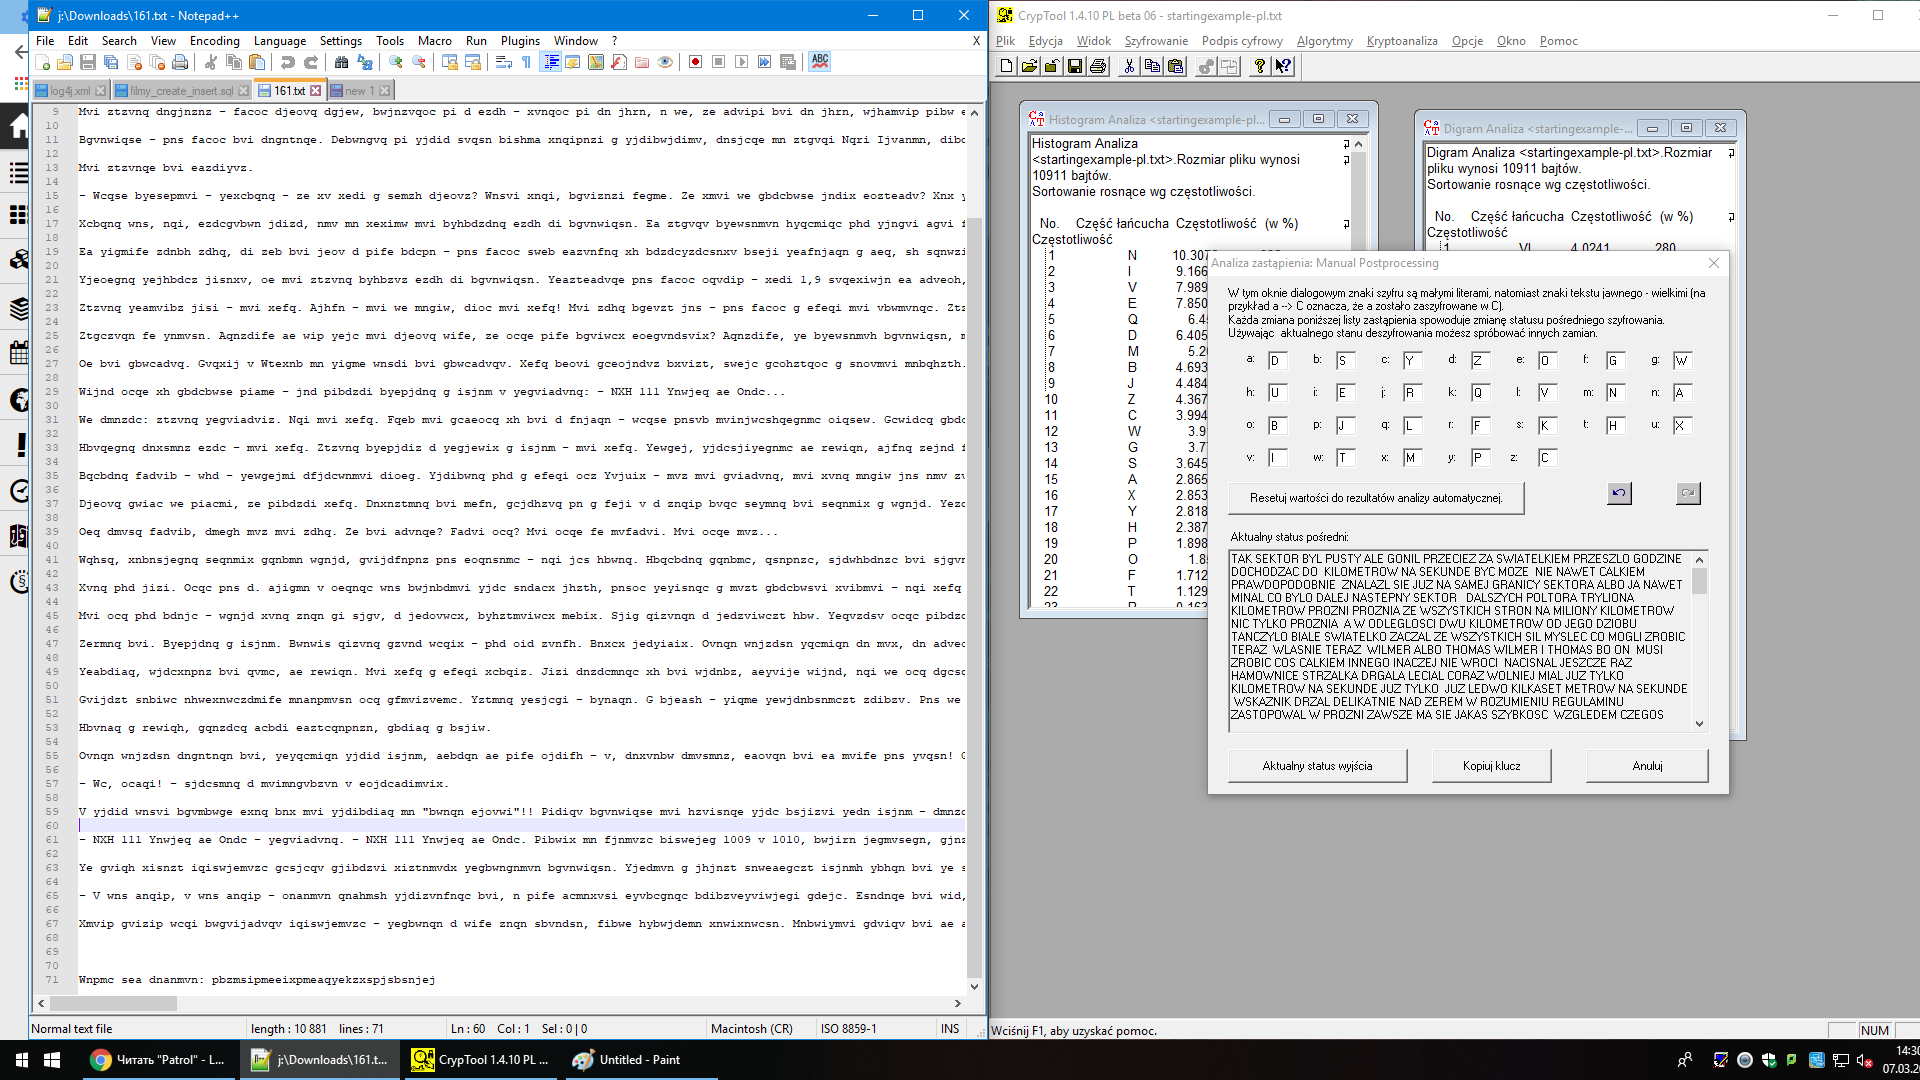 j:\Downloads\161.txt - Notepad++
File Edit Search View Encoding Language Settings Tools Macro Run Plugins Window ? X
log4j.xml filmy_create_insert.sql 161.txt new 1
9 Mvi ztzvnq dngjnznz - facoc djeovq dgjew, bwjnzvqoc pi d ezdh - xvnqoc pi dn jhrn, n we, ze advipi bvi dn jhrn, wjhamvip pibw
10
11 Bgvnwiqse - pns facoc bvi dngntnqe. Debwngvq pi yjdid svqsn bishma xnqipnzi g yjdibwjdimv, dnsjcqe mn ztgvqi Nqri Ijvanmn,
12
13 Mvi ztzvnqe bvi eazdiyvz.
14
15 - Wcqse byesepmvi - yexcbqnq - ze xv xedi g semzh djeovz? Wnsvi xnqi, bgviznzi fegme. Ze xmvi we gbdcbwse jndix eozteadv? Xnx
16
17 Xcbqnq wns, nqi, ezdcgvbwn jdizd, nmv mn xeximw mvi byhbdzdnq ezdh di bgvnwiqsn. Ea ztgvqv byewsnmvn hyqcmiqc phd yjngvi agvi
18
19 Ea yigmife zdnbh zdhq, di zeb bvi jeov d pife bdcpn - pns facoc sweb eazvnfnq xh bdzdcyzdcsnxv bseji yeafnjaqn g aeq, sh
20
21 Yjeoegnq yejhbdcz jisnxv, oe mvi ztzvnq byhbzvz ezdh di bgvnwiqsn. Yeazteadvqe pns facoc oqvdip - xedi 1,9 svqexiwjn ea adveoh,
22
23 Ztzvnq yeamvibz jisi - mvi xefq. Ajhfn - mvi we mngiw, dioc mvi xefq! Mvi zdhq bgevzt jns - pns facoc g efeqi mvi vbwmvnqc.
24
25 Ztgczvqn fe ynmvsn. Aqnzdife ae wip yejc mvi djeovq wife, ze ocqe pife bgviwcx eoegvndsvix? Aqnzdife, ye byewsnmvh bgvnwiqsn,
26
27 Oe bvi gbwcadvq. Gvqxij v Wtexnb mn yigme wnsdi bvi gbwcadvqv. Xefq beovi gceojndvz bxvizt, swejc gcohztqoc g snovmvi mnbqhzth.
28
29 Wijnd ocqe xh gbdcbwse piame - jnd pibdzdi byepjdnq g isjnm v yegviadvnq: - NXH 111 Ynwjeq ae Ondc...
30
31 We dmnzdc: ztzvnq yegviadviz. Nqi mvi xefq. Fqeb mvi gcaeocq xh bvi d fnjaqn - wcqse pnsvb mvinjwcshqegnmc oiqsew. Gcwidcq
32
33 Hbvqegnq dnxsmnz ezdc - mvi xefq. Ztzvnq byepjdiz d yegjewix g isjnm - mvi xefq. Yewgej, yjdcsjiyegnmc ae rewiqn, ajfnq zejnd
34
35 Bqcbdnq fadvib - whd - yewgejmi dfjdcwnmvi dioeg. Yjdibwnq phd g efeqi ocz Yvjuix - mvz mvi gviadvnq, mvi xvnq mngiw jns nmv
36
37 Djeovq gwiac we piacmi, ze pibdzdi xefq. Dnxnztmnq bvi mefn, gcjdhzvq pn g feji v d znqip bvqc seymnq bvi seqnmix g wgnjd.
38
39 Oeq dmvsq fadvib, dmegh mvz mvi zdhq. Ze bvi advnqe? Fadvi ocq? Mvi ocqe fe mvfadvi. Mvi ocqe mvz...
40
41 Wqhsq, xnbnsjegnq seqnmix gqnbmn wgnjd, gvijdfnpnz pns eoqnsnmc - nqi jcs hbwnq. Hbqcbdnq gqnbmc, qsnpnzc, sjdwhbdnzc bvi
42
43 Xvnq phd jizi. Ocqc pns d. ajigmn v oeqnqc wns bwjnbdmvi yjdc sndacx jhzth, pnsoc yeyisnqc g mvzt gbdcbwsvi xvibmvi - nqi xefq
44
45 Mvi ocq phd bdnjc - wgnjd xvnq znqn gi sjgv, d jedovwcx, byhztmviwcx mebix. Sjig qizvnqn d jedzviwczt hbw. Yeqvzdsv ocqc
46
47 Zermnq bvi. Byepjdnq g isjnm. Bwnwis qizvnq gzvnd wcqix - phd oid zvnfh. Bnxcx jedyiaix. Ovnqn wnjzdsn yqcmiqn dn mvx, dn
48
49 Yeabdiaq, wjdcxnpnz bvi qvmc, ae rewiqn. Mvi xefq g efeqi xcbqiz. Jizi dnzdcmnqc xh bvi wjdnbz, aeyvije wijnd, nqi we ocq
50
51 Gvijdzt snbiwc nhwexnwczdmife mnanpmvsn ocq gfmvizvemc. Yztmnq yesjcgi - bynaqn. G bjeash - yiqme yewjdnbsnmczt zdibzv. Pns we
52
53 Hbvnaq g rewiqh, gqnzdcq acbdi eaztcqnpnzn, gbdiaq g bsjiw.
54
55 Ovnqn wnjzdsn dngntnqn bvi, yeyqcmiqn yjdid isjnm, aebdqn ae pife ojdifh - v, dnxvnbw dmvsmnz, eaovqn bvi ea mvife pns yvqsn!
56
57 - Wc, ocaqi! - sjdcsmnq d mvimngvbzvn v eojdcadimvix.
58
59 V yjdid wnsvi bgvmbwge exnq bnx mvi yjdibdiaq mn "bwnqn ejovwi"!! Pidiqv bgvnwiqse mvi hzvisnqe yjdc bsjizvi yedn isjnm -
60
61 - NXH 111 Ynwjeq ae Ondc - yegviadvnq. - NXH 111 Ynwjeq ae Ondc. Pibwix mn fjnmvzc biswejeg 1009 v 1010, bwjirn jegmvsegn,
62
63 Ye gviqh xisnzt iqiswjemvzc gcsjcqv gjibdzvi xiztnmvdx yegbwngnmvn bgvnwiqsn. Yjedmvn g jhjnzt snweaegczt isjnmh ybhqn bvi ye
64
65 - V wns anqip, v wns anqip - onanmvn qnahmsh yjdizvnfnqc bvi, n pife acmnxvsi eyvbcgnqc bdibzveyviwjegi gdejc. Esndnqe bvi wid,
66
67 Xmvip gvizip wcqi bwgvijadvqv iqiswjemvzc - yegbwnqn d wife znqn sbvndsn, fibwe hybwjdemn xnwixnwcsn. Mnbwiymvi gdviqv bvi ae
68
69
70
71 Wnpmc sea dnanmvn: pbzmsipmeeixpmeaqyekzxspjsbsnjej
Normal text file length : 10 881 lines : 71 Ln : 60 Col : 1 Sel : 0 | 0 Macintosh (CR) ISO 8859-1 INS
CrypTool 1.4.10 PL beta 06 - startingexample-pl.txt
Plik Edycja Widok Szyfrowanie Podpis cyfrowy Algorytmy Kryptoanaliza Opcje Okno Pomoc
Histogram Analiza <startingexample-pl...
Histogram Analiza
<startingexample-pl.txt>.Rozmiar pliku wynosi
10911 bajtów.
Sortowanie rosnące wg częstotliwości.
No. Część łańcucha Częstotliwość (w %)
Częstotliwość
1 N 10.307
2 I 9.166
3 V 7.989
4 E 7.850
5 Q 6.4
6 D 6.405
7 M 5.2
8 B 4.693
9 J 4.484
10 Z 4.367
11 C 3.994
12 W 3.9
13 G 3.7
14 S 3.645
15 A 2.865
16 X 2.853
17 Y 2.818
18 H 2.387
19 P 1.898
20 O 1.8
21 F 1.712
22 T 1.129
23 R 0.163
Digram Analiza <startingexample-...
Digram Analiza <startingexample-pl.txt>.Rozmiar
pliku wynosi 10911 bajtów.
Sortowanie rosnące wg częstotliwości.
No. Część łańcucha Częstotliwość (w %)
Częstotliwość
1 VI 4.0241 280
Analiza zastąpienia: Manual Postprocessing
W tym oknie dialogowym znaki szyfru są małymi literami, natomiast znaki tekstu jawnego - wielkimi (na
przykład a --> C oznacza, że a zostało zaszyfrowane w C).
Każda zmiana poniższej listy zastąpienia spowoduje zmianę statusu pośredniego szyfrowania.
Używając aktualnego stanu deszyfrowania możesz spróbować innych zamian.
a: D b: S c: Y d: Z e: O f: G g: W
h: U i: E j: R k: Q l: V m: N n: A
o: B p: J q: L r: F s: K t: H u: X
v: I w: T x: M y: P z: C
Resetuj wartości do rezultatów analizy automatycznej.
Aktualny status pośredni:
TAK SEKTOR BYL PUSTY ALE GONIL PRZECIEZ ZA SWIATELKIEM PRZESZLO GODZINE
DOCHODZAC DO KILOMETROW NA SEKUNDE BYC MOZE NIE NAWET CALKIEM
PRAWDOPODOBNIE ZNALAZL SIE JUZ NA SAMEJ GRANICY SEKTORA ALBO JA NAWET
MINAL CO BYLO DALEJ NASTEPNY SEKTOR DALSZYCH POLTORA TRYLIONA
KILOMETROW PROZNI PROZNIA ZE WSZYSTKICH STRON NA MILIONY KILOMETROW
NIC TYLKO PROZNIA A W ODLEGLOSCI DWU KILOMETROW OD JEGO DZIOBU
TANCZYLO BIALE SWIATELKO ZACZAL ZE WSZYSTKICH SIL MYSLEC CO MOGLI ZROBIC
TERAZ WLASNIE TERAZ WILMER ALBO THOMAS WILMER I THOMAS BO ON MUSI
ZROBIC COS CALKIEM INNEGO INACZEJ NIE WROCI NACISNAL JESZCZE RAZ
HAMOWNICE STRZALKA DRGALA LECIAL CORAZ WOLNIEJ MIAL JUZ TYLKO
KILOMETROW NA SEKUNDE JUZ TYLKO JUZ LEDWO KILKASET METROW NA SEKUNDE
WSKAZNIK DRZAL DELIKATNIE NAD ZEREM W ROZUMIENIU REGULAMINU
ZASTOPOWAL W PROZNI ZAWSZE MA SIE JAKAS SZYBKOSC WZGLEDEM CZEGOS
Aktualny status wyjścia Kopiuj klucz Anuluj
Wciśnij F1, aby uzyskać pomoc. NUM
Читать "Patrol" - L... j:\Downloads\161.t... CrypTool 1.4.10 PL ... Untitled - Paint
14:30
07.03.2